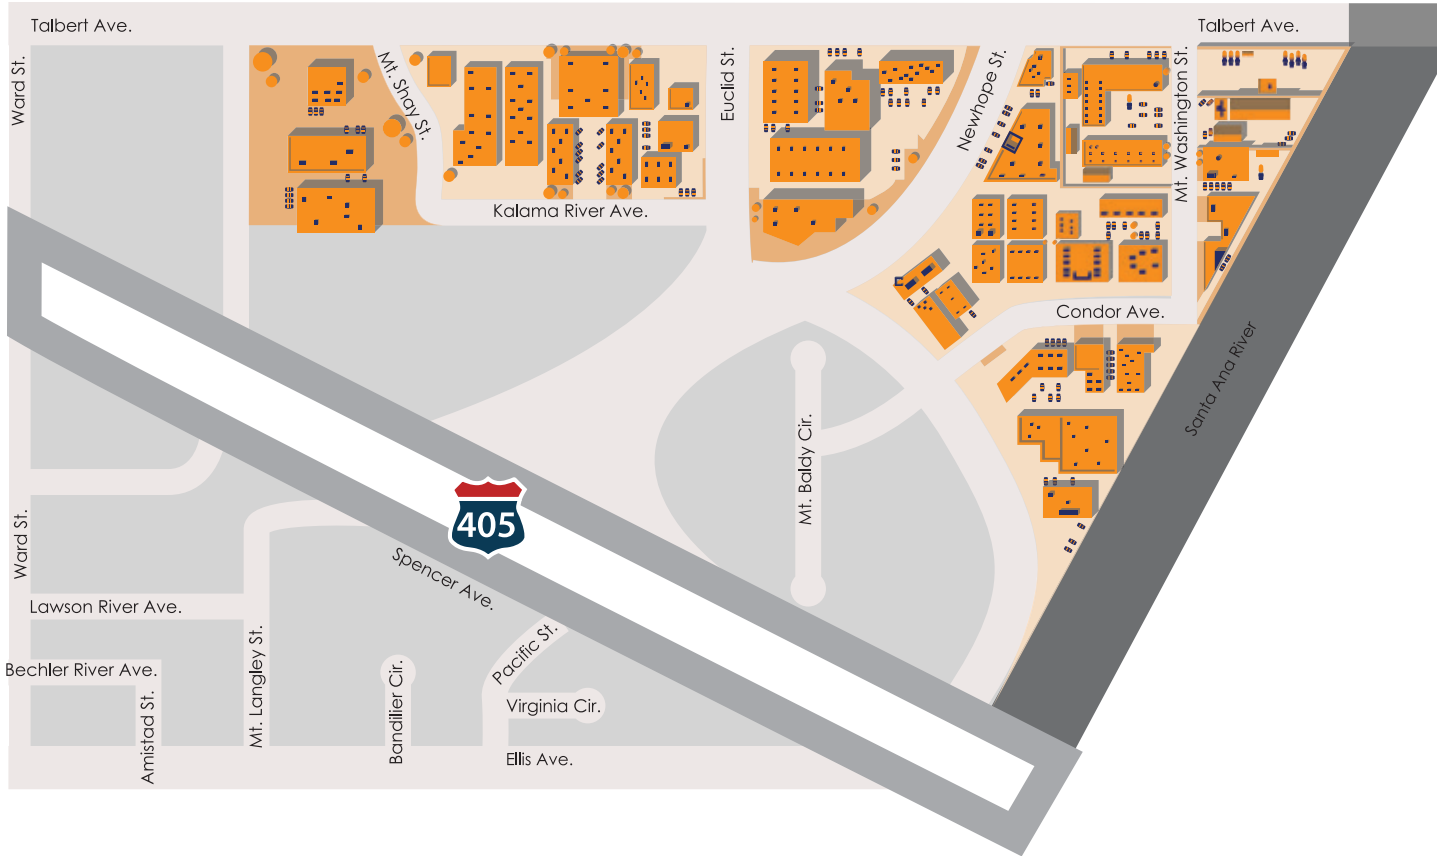 Talbert Ave.
Talbert Ave.
Ward St.
Mt. Shay St.
Euclid St.
Newhope St.
Mt. Washington St.
Kalama River Ave.
Condor Ave.
Santa Ana River
Mt. Baldy Cir.
405
Ward St.
Spencer Ave.
Lawson River Ave.
Mt. Langley St.
Pacific St.
Bechler River Ave.
Bandilier Cir.
Virginia Cir.
Amistad St.
Ellis Ave.